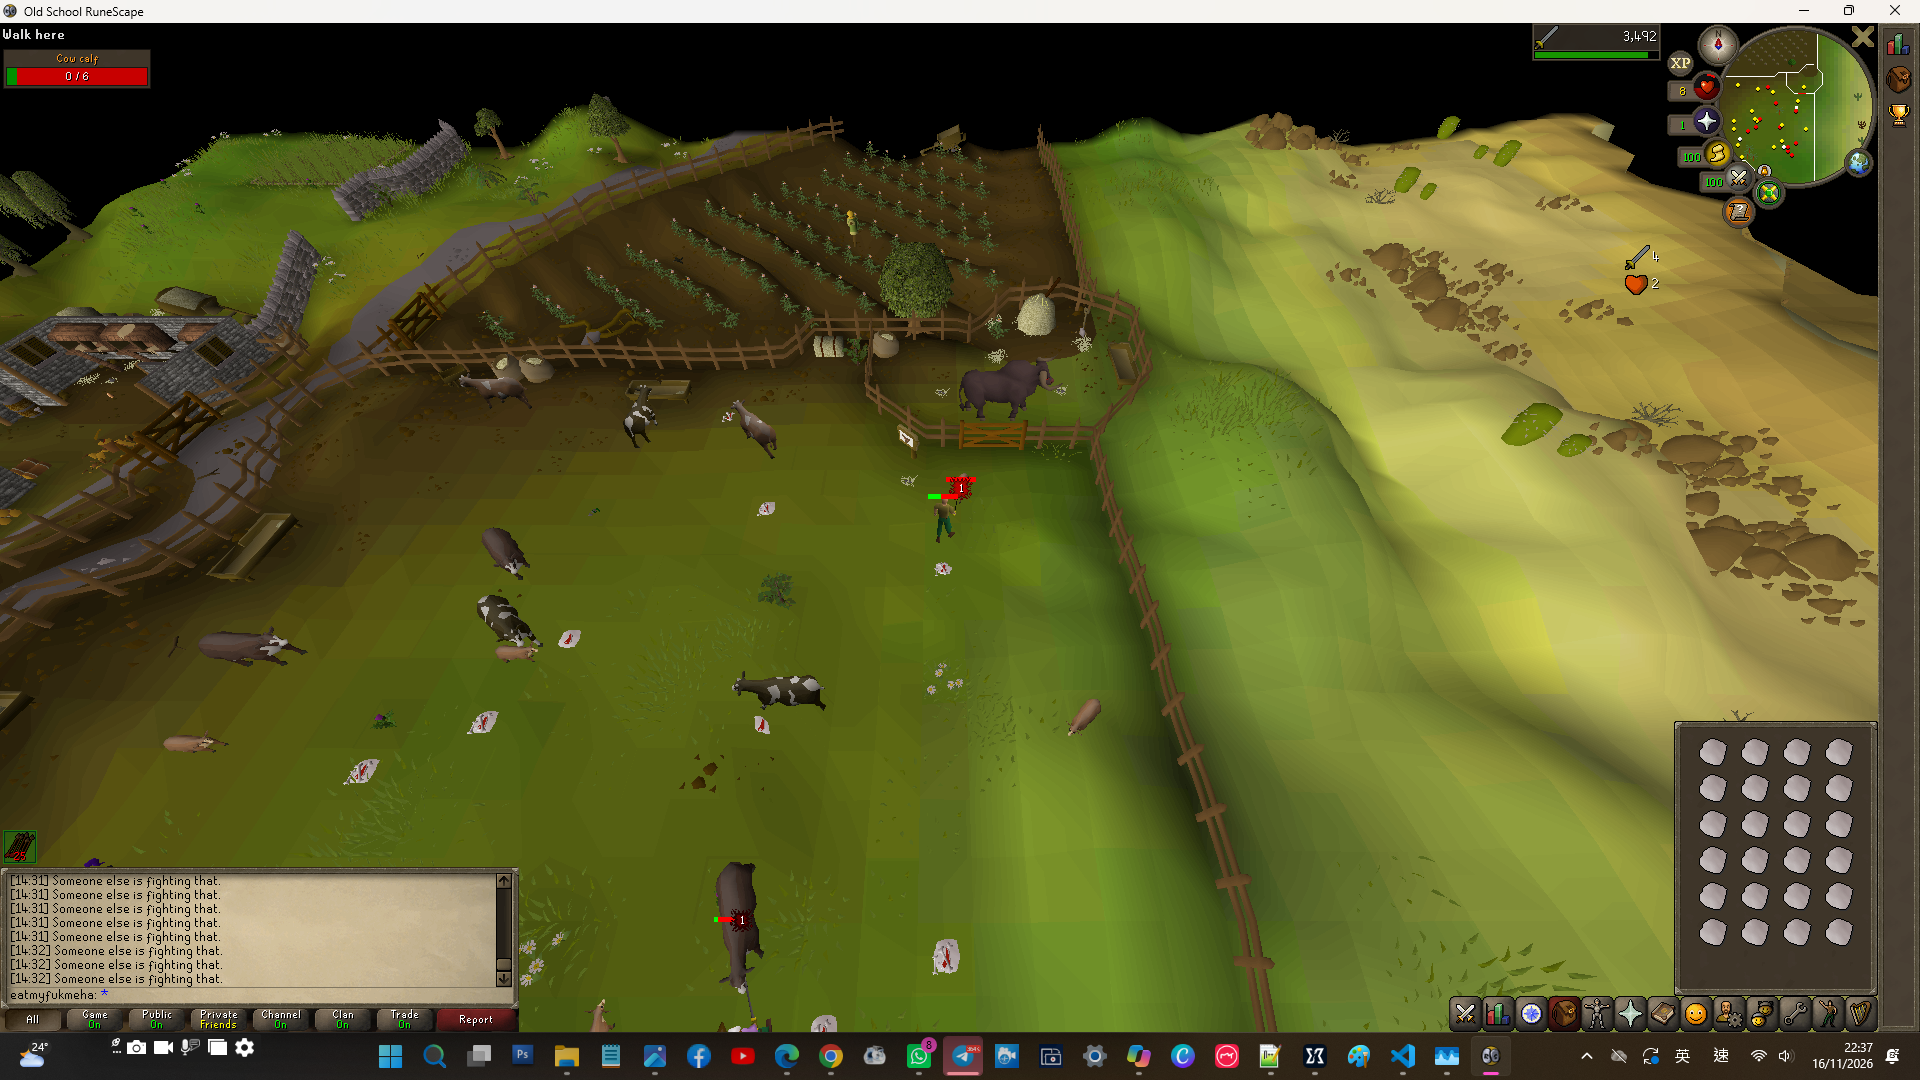 Old School RuneScape
Walk here
Cow calf
0 / 6
3,492
N
XP
8
1
100
100
4
2
1
1
25
[14:31] Someone else is fighting that.
[14:31] Someone else is fighting that.
[14:31] Someone else is fighting that.
[14:31] Someone else is fighting that.
[14:31] Someone else is fighting that.
[14:32] Someone else is fighting that.
[14:32] Someone else is fighting that.
[14:32] Someone else is fighting that.
eatmyfukmeha: *
All
Game
On
Public
On
Private
Friends
Channel
On
Clan
On
Trade
On
Report
24°
Ps
8
英
速
22:37
16/11/2026